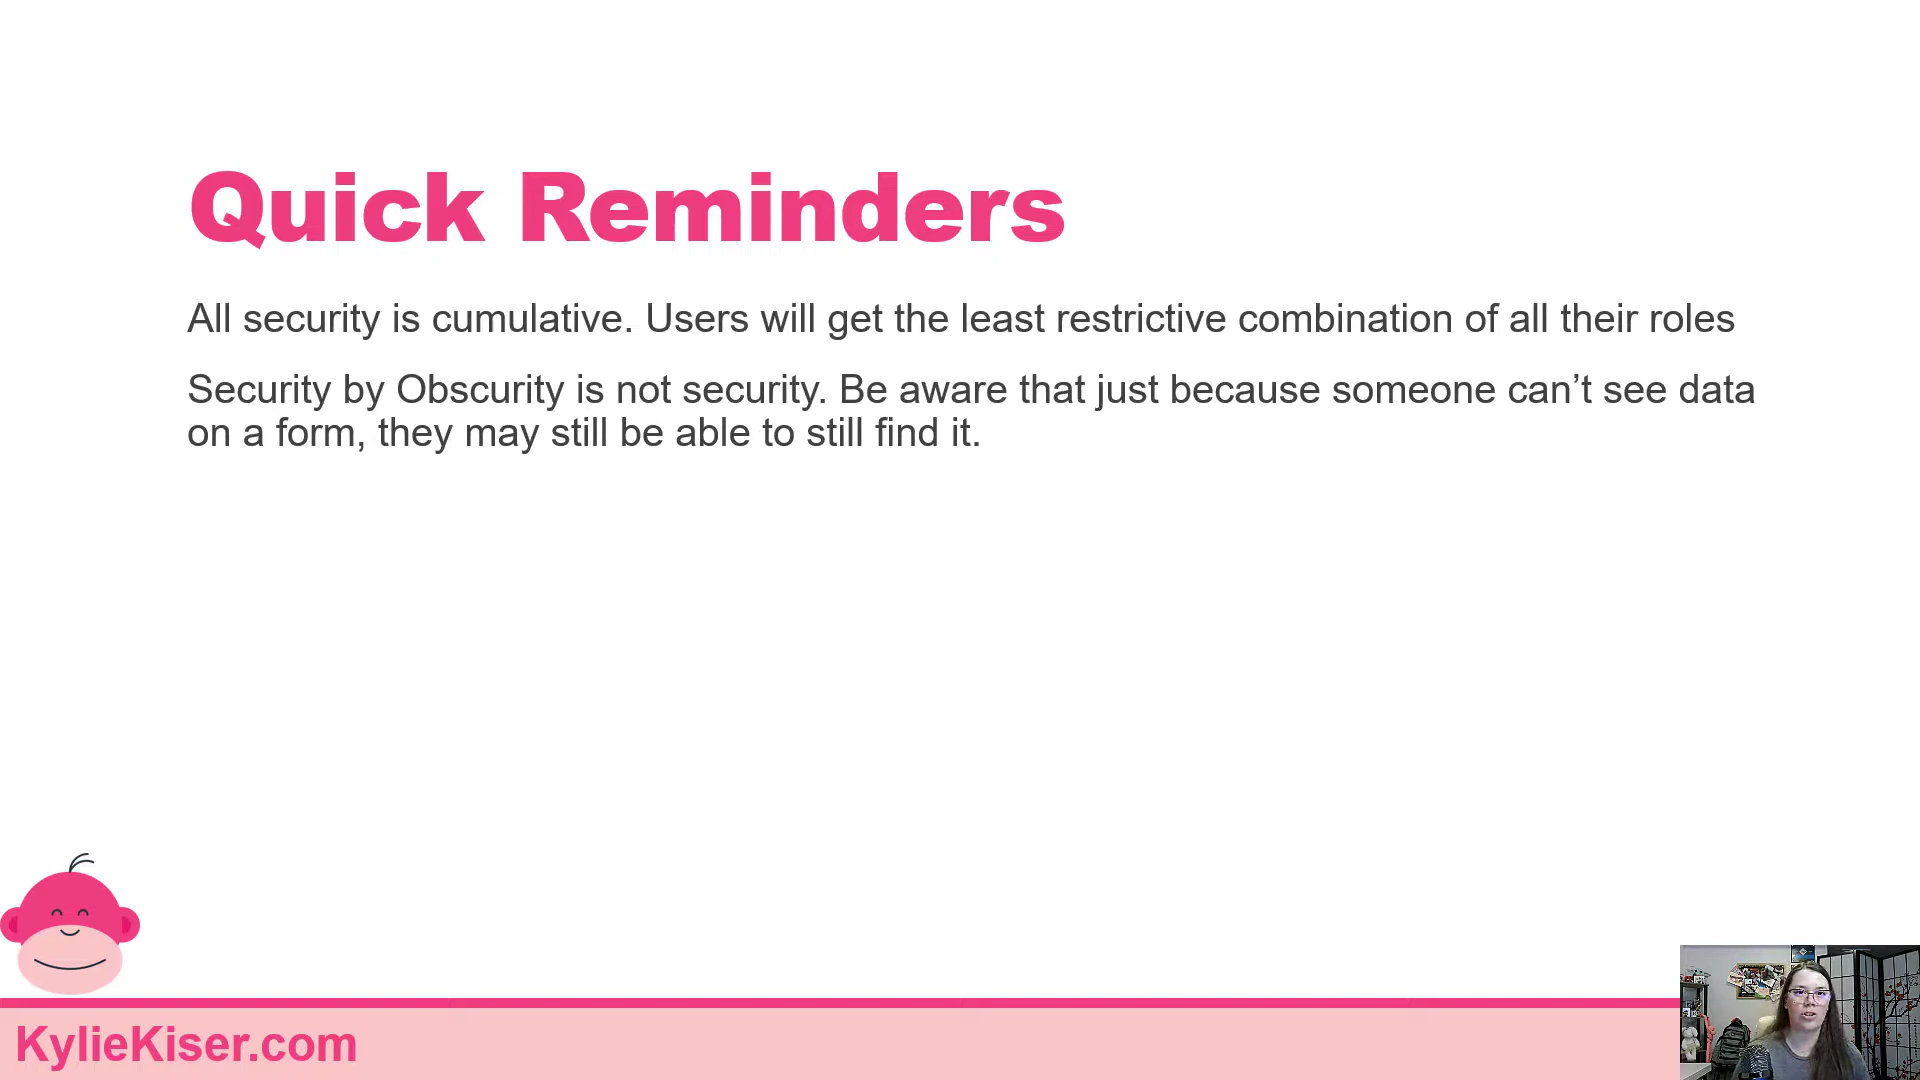 Quick Reminders
All security is cumulative. Users will get the least restrictive combination of all their roles
Security by Obscurity is not security. Be aware that just because someone can’t see data
on a form, they may still be able to still find it.
KylieKiser.com